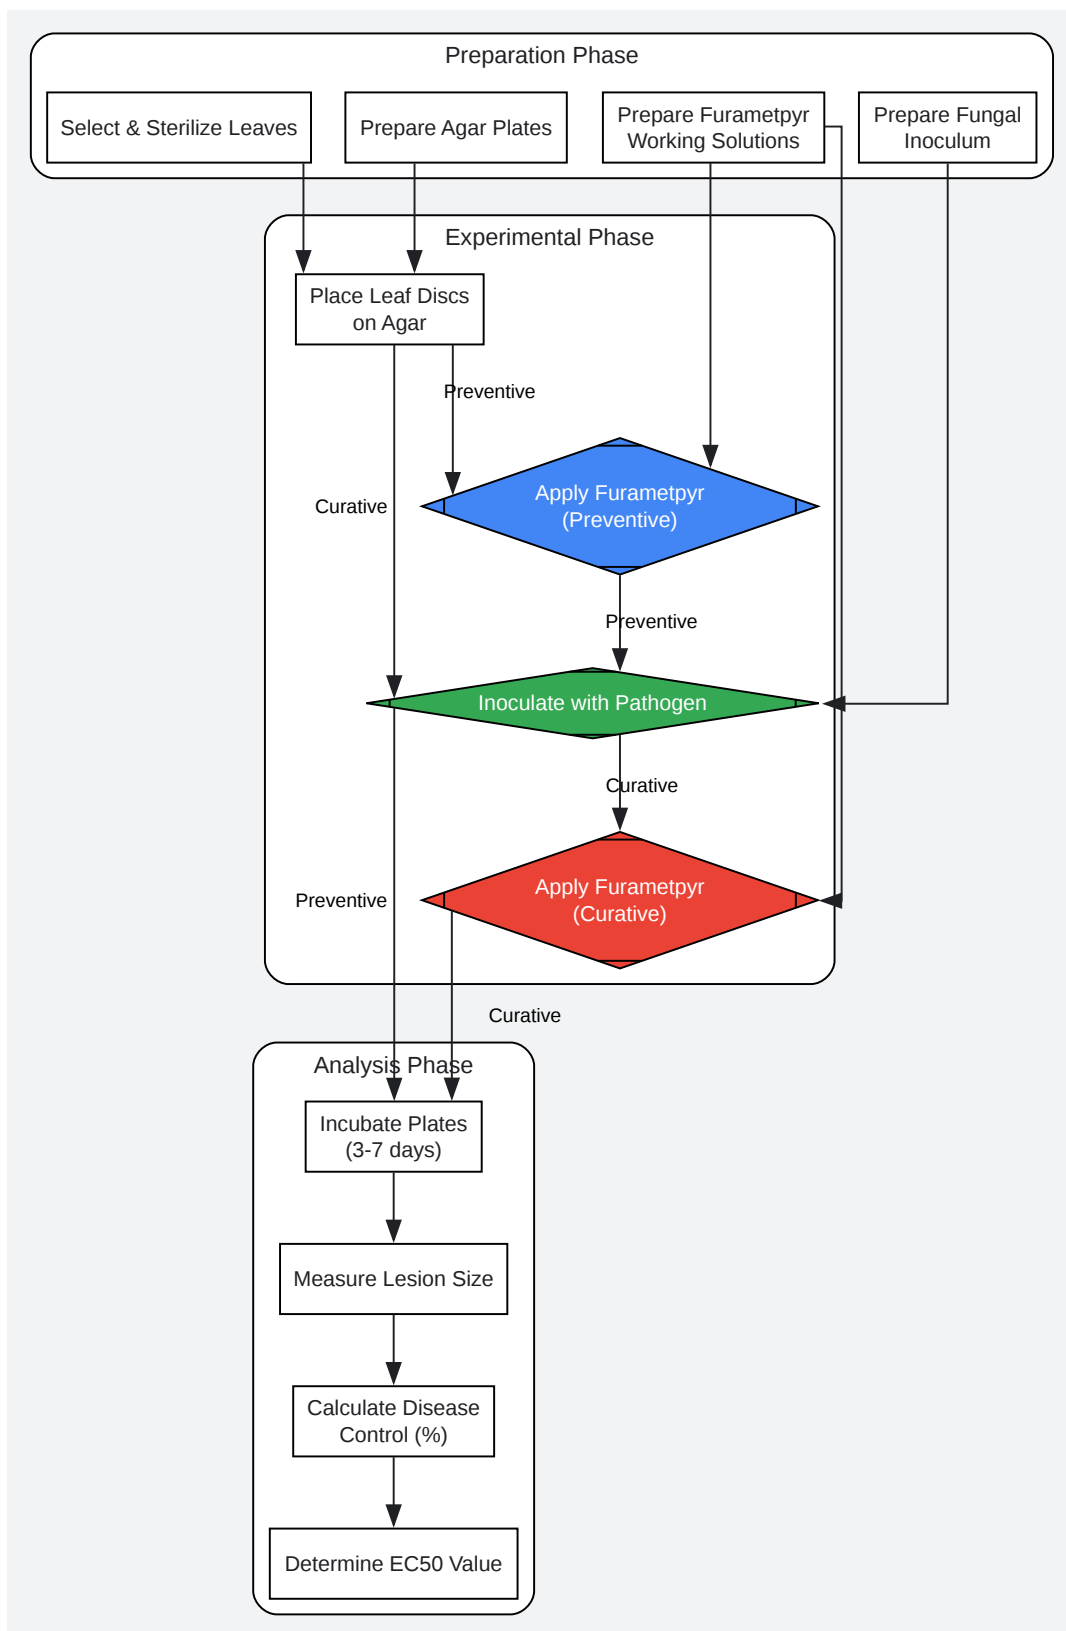 Preparation Phase
Select & Sterilize Leaves
Prepare Agar Plates
Prepare Furametpyr
Working Solutions
Prepare Fungal
Inoculum
Experimental Phase
Place Leaf Discs
on Agar
Preventive
Curative
Apply Furametpyr
(Preventive)
Preventive
Inoculate with Pathogen
Curative
Preventive
Apply Furametpyr
(Curative)
Curative
Analysis Phase
Incubate Plates
(3-7 days)
Measure Lesion Size
Calculate Disease
Control (%)
Determine EC50 Value